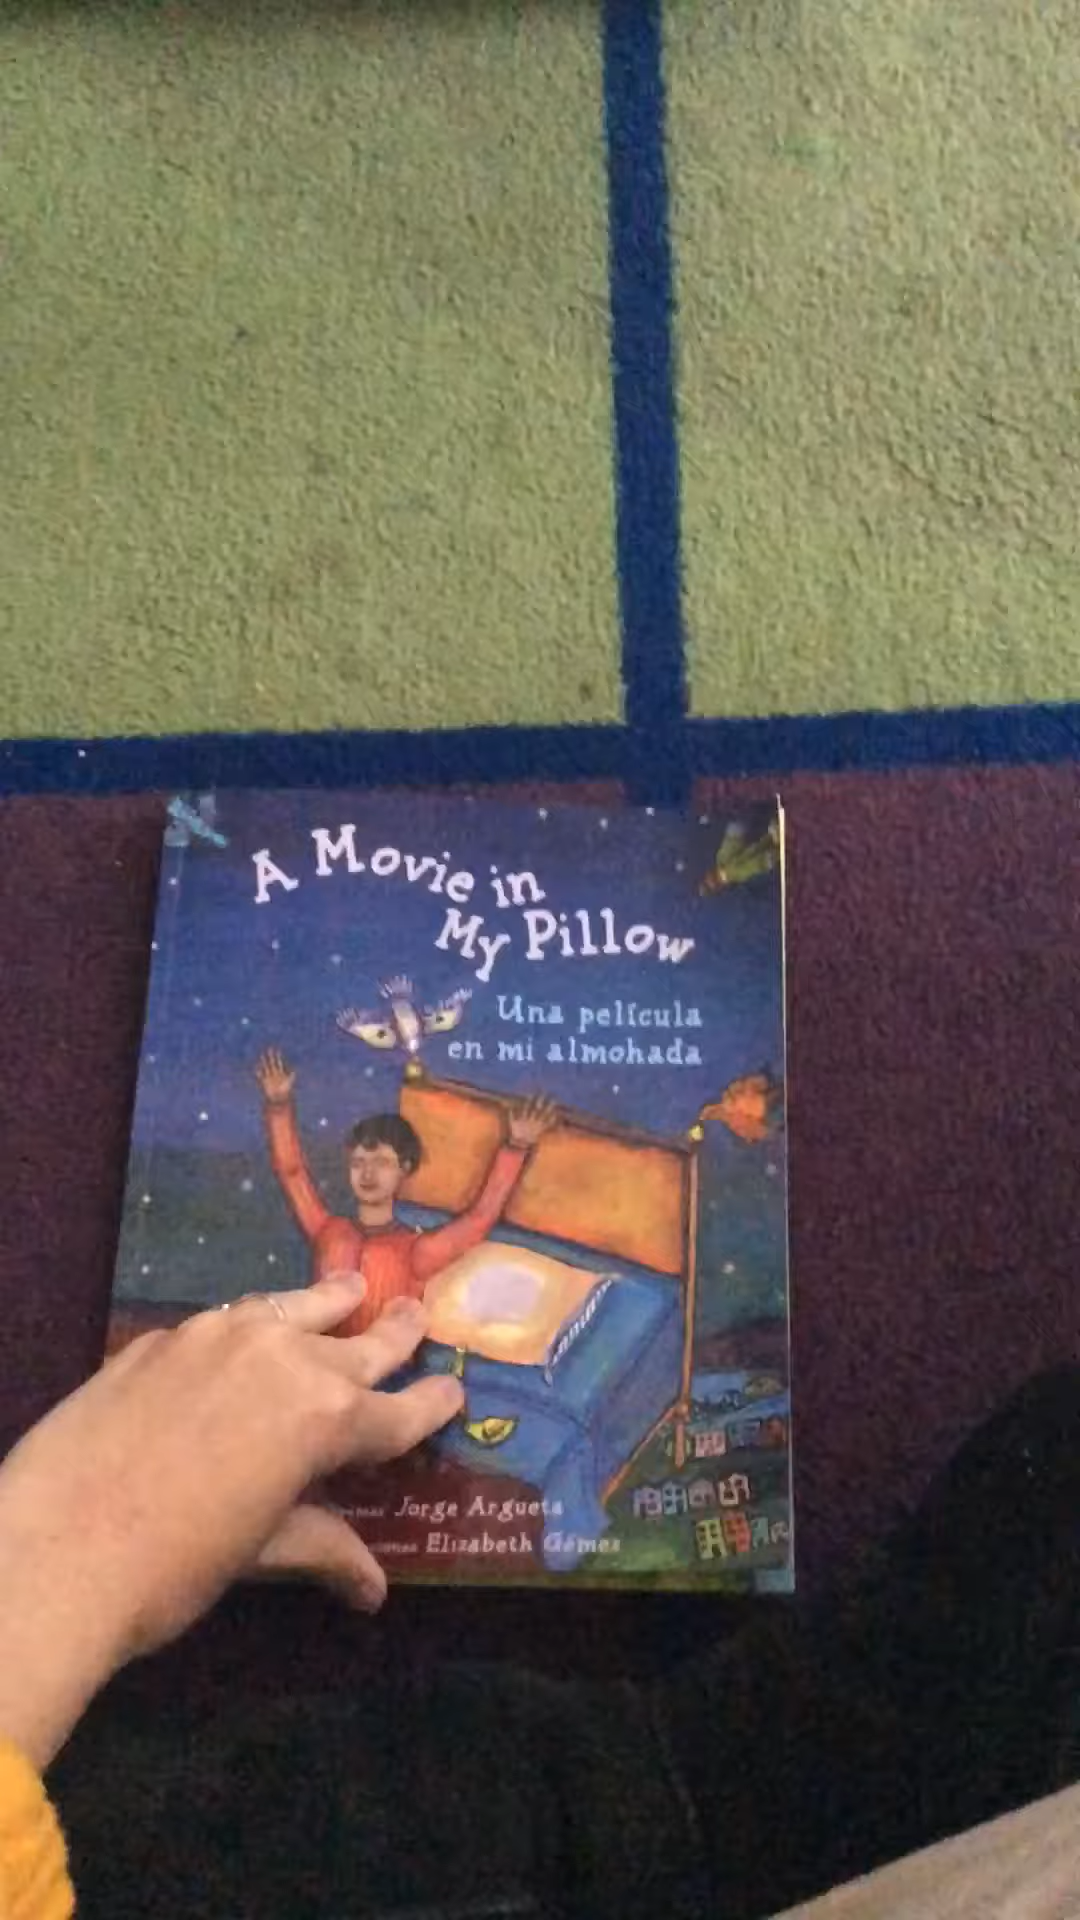 A Movie in
My Pillow
Una película
en mi almohada
Jorge Argueta
Elizabeth Gómez